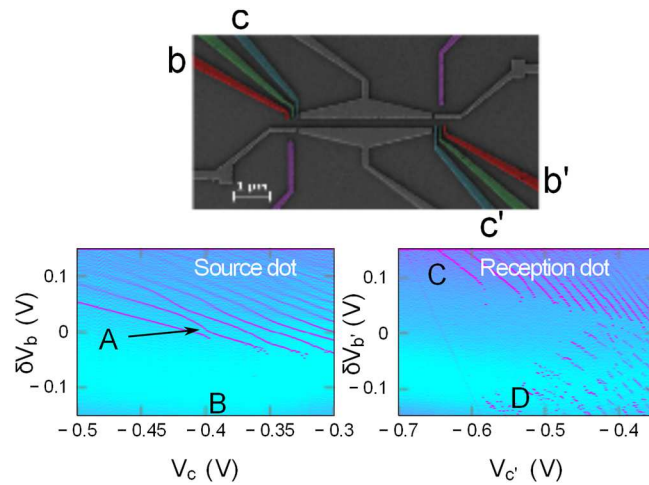 c
b
1 μm
b'
c'
Source dot
Reception dot
δV_b (V)
0.1
0
− 0.1
A
B
− 0.5
− 0.45
− 0.4
− 0.35
− 0.3
V_c (V)
δV_b' (V)
0.1
0
− 0.1
C
D
− 0.7
− 0.6
− 0.5
− 0.4
V_c' (V)